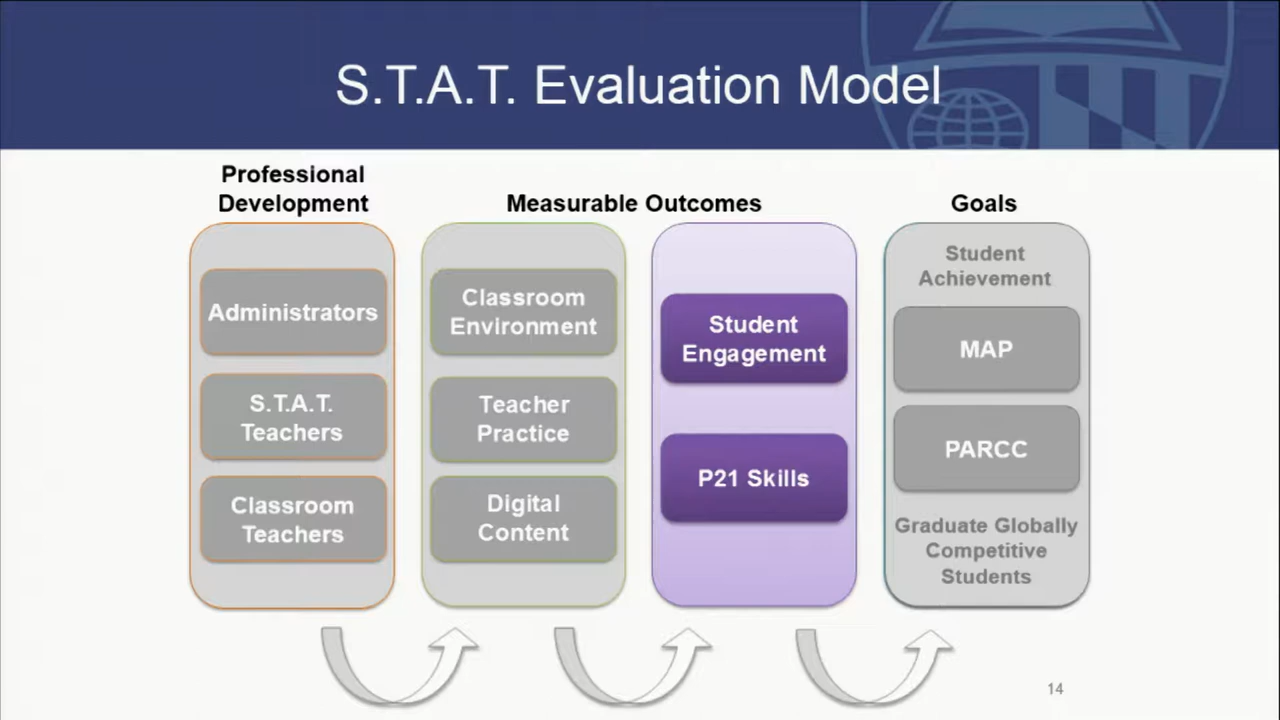 S.T.A.T. Evaluation Model
Professional
Development
Measurable Outcomes
Goals
Administrators
S.T.A.T.
Teachers
Classroom
Teachers
Classroom
Environment
Teacher
Practice
Digital
Content
Student
Engagement
P21 Skills
Student
Achievement
MAP
PARCC
Graduate Globally
Competitive
Students
14